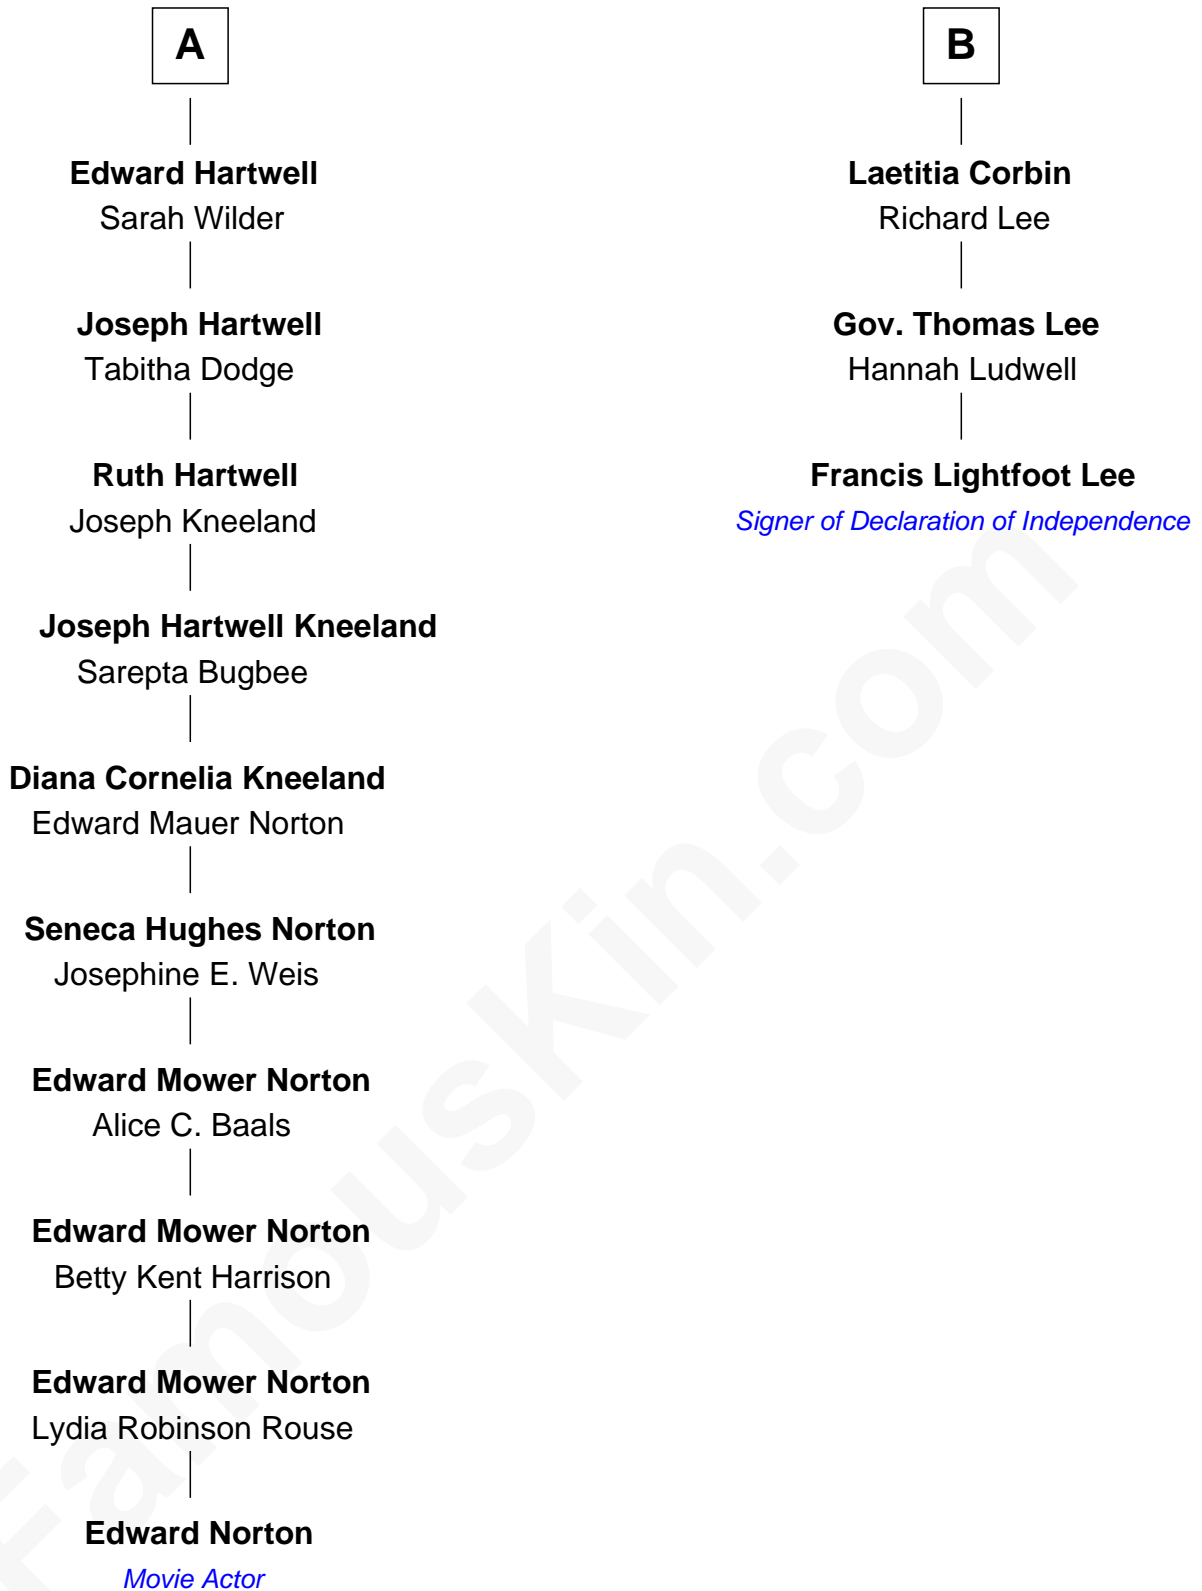 A
Edward Hartwell
Sarah Wilder
Joseph Hartwell
Tabitha Dodge
Ruth Hartwell
Joseph Kneeland
Joseph Hartwell Kneeland
Sarepta Bugbee
Diana Cornelia Kneeland
Edward Mauer Norton
Seneca Hughes Norton
Josephine E. Weis
Edward Mower Norton
Alice C. Baals
Edward Mower Norton
Betty Kent Harrison
Edward Mower Norton
Lydia Robinson Rouse
Edward Norton
Movie Actor
B
Laetitia Corbin
Richard Lee
Gov. Thomas Lee
Hannah Ludwell
Francis Lightfoot Lee
Signer of Declaration of Independence
FamousKin.com